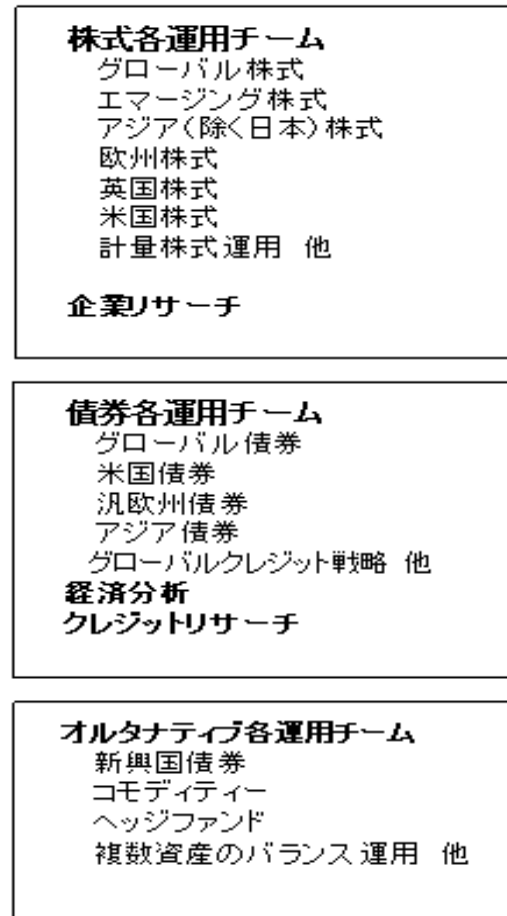 株式各運用チーム
グローバル株式
エマージング株式
アジア(除く日本)株式
欧州株式
英国株式
米国株式
計量株式運用 他
企業リサーチ
債券各運用チーム
グローバル債券
米国債券
汎欧州債券
アジア債券
グローバルクレジット戦略 他
経済分析
クレジットリサーチ
オルタナティブ各運用チーム
新興国債券
コモディティー
ヘッジファンド
複数資産のバランス運用 他